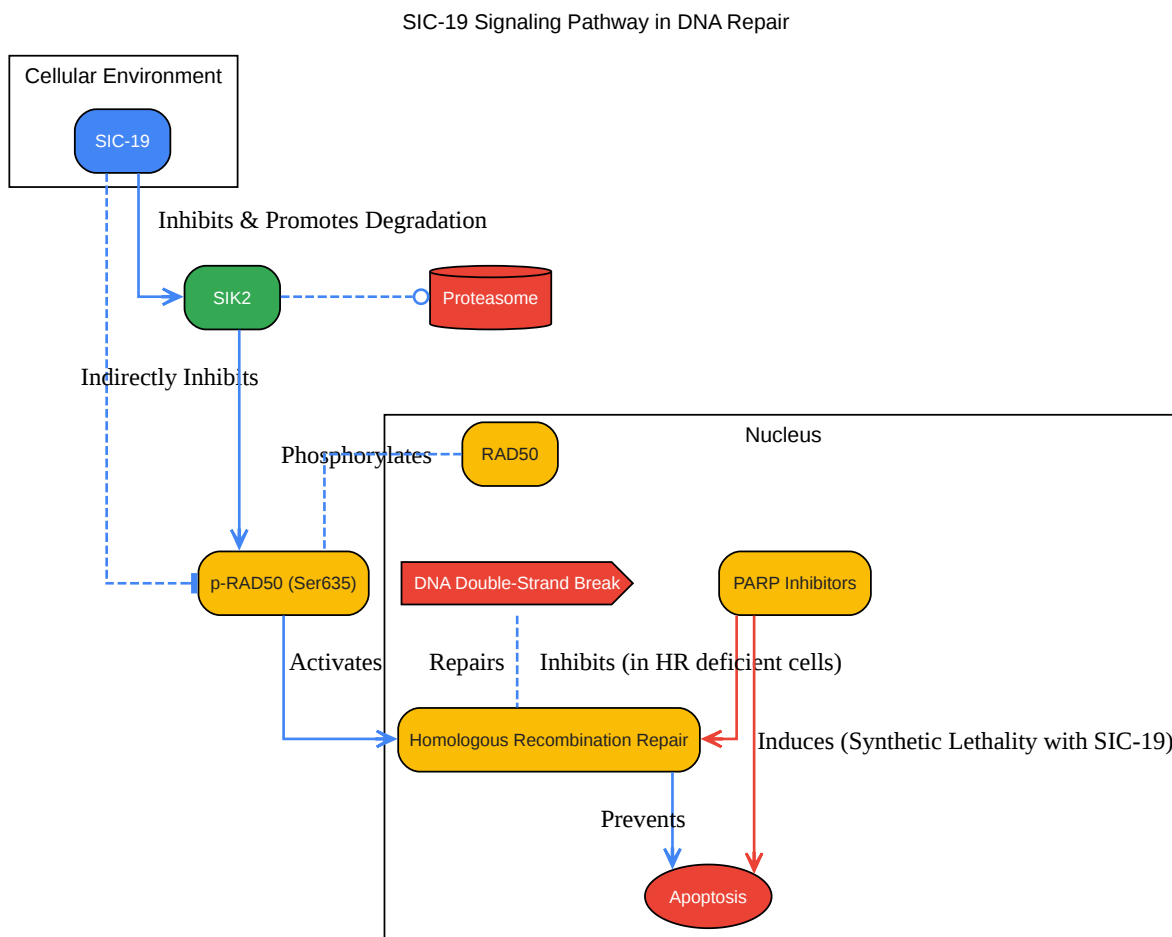 SIC-19 Signaling Pathway in DNA Repair
Cellular Environment
SIC-19
Inhibits & Promotes Degradation
SIK2
Proteasome
Indirectly Inhibits
Nucleus
Phosphorylates
RAD50
p-RAD50 (Ser635)
DNA Double-Strand Break
PARP Inhibitors
Activates
Repairs
Inhibits (in HR deficient cells)
Homologous Recombination Repair
Induces (Synthetic Lethality with SIC-19)
Prevents
Apoptosis